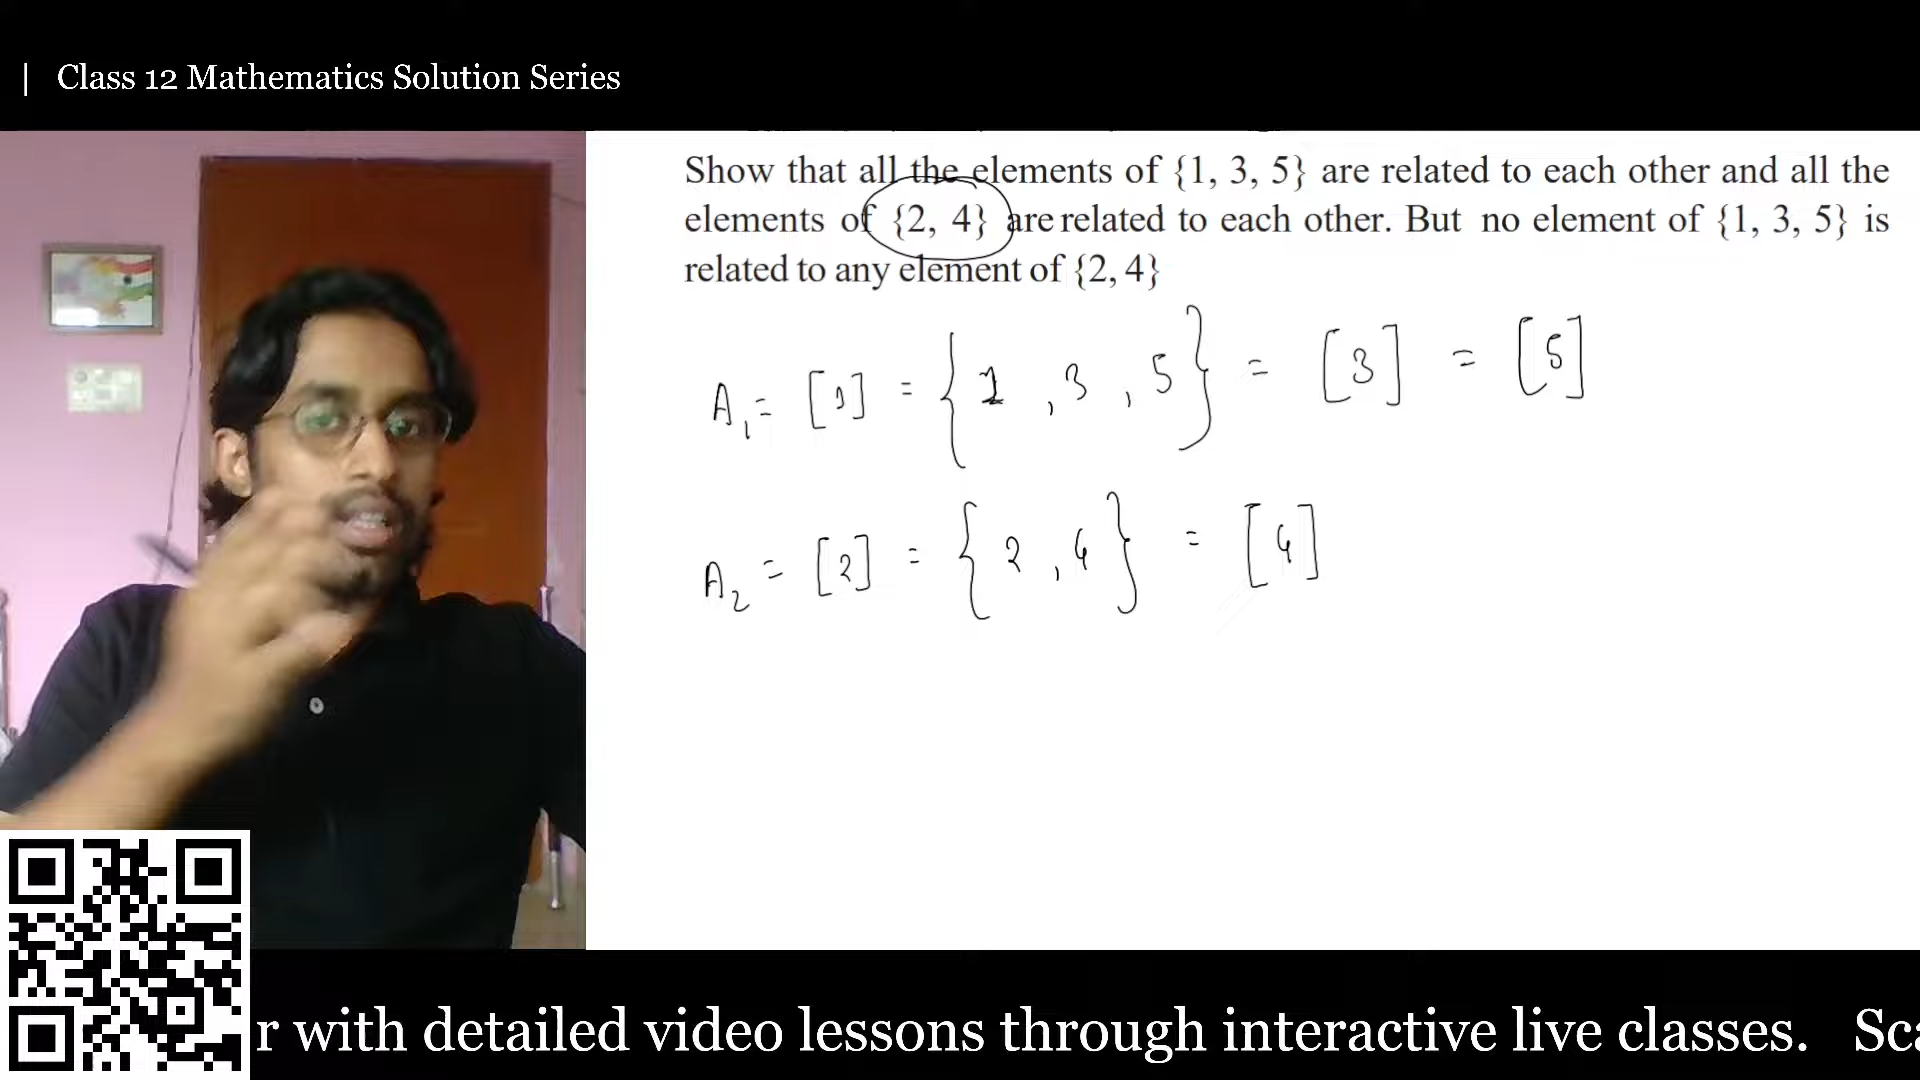 | Class 12 Mathematics Solution Series
Show that all the elements of {1, 3, 5} are related to each other and all the
elements of {2, 4} are related to each other. But no element of {1, 3, 5} is
related to any element of {2, 4}
A₁ = [1] = {1, 3, 5} = [3] = [5]
A₂ = [2] = {2, 4} = [4]
r with detailed video lessons through interactive live classes. Sca